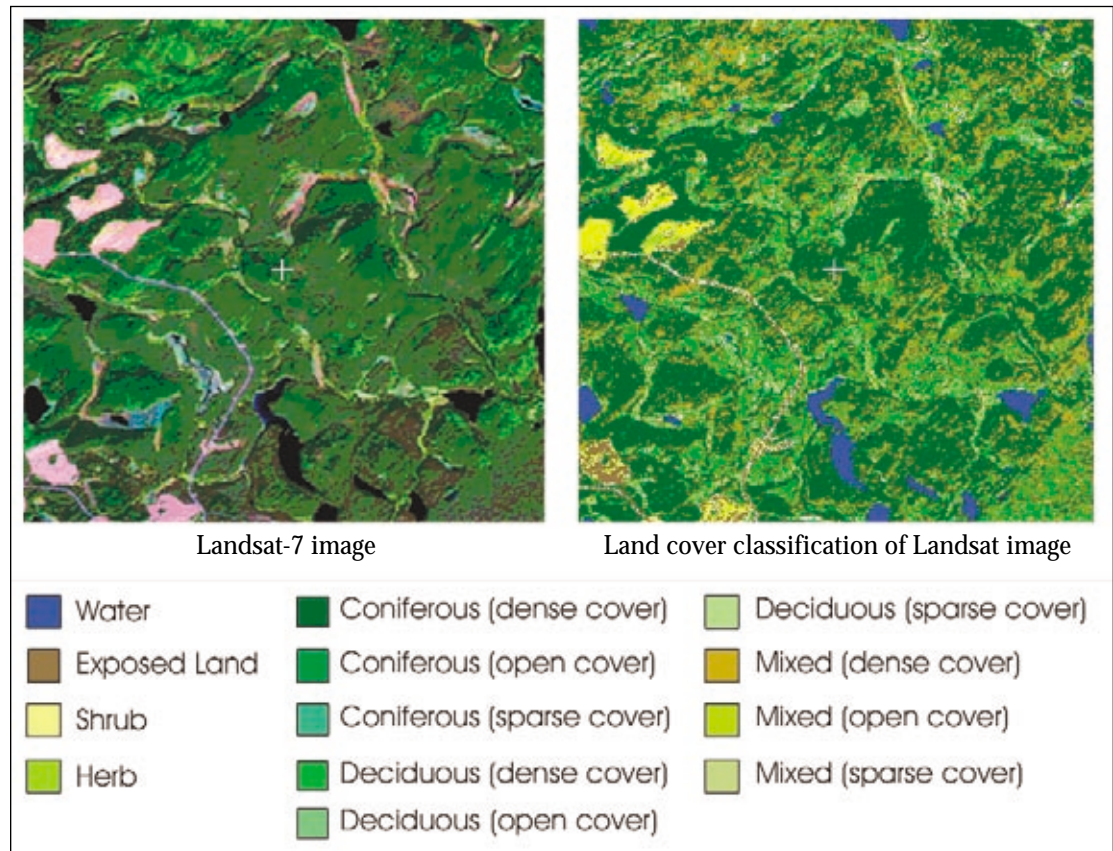 Landsat-7 image
Land cover classification of Landsat image
Water
Exposed Land
Shrub
Herb
Coniferous (dense cover)
Coniferous (open cover)
Coniferous (sparse cover)
Deciduous (dense cover)
Deciduous (open cover)
Deciduous (sparse cover)
Mixed (dense cover)
Mixed (open cover)
Mixed (sparse cover)